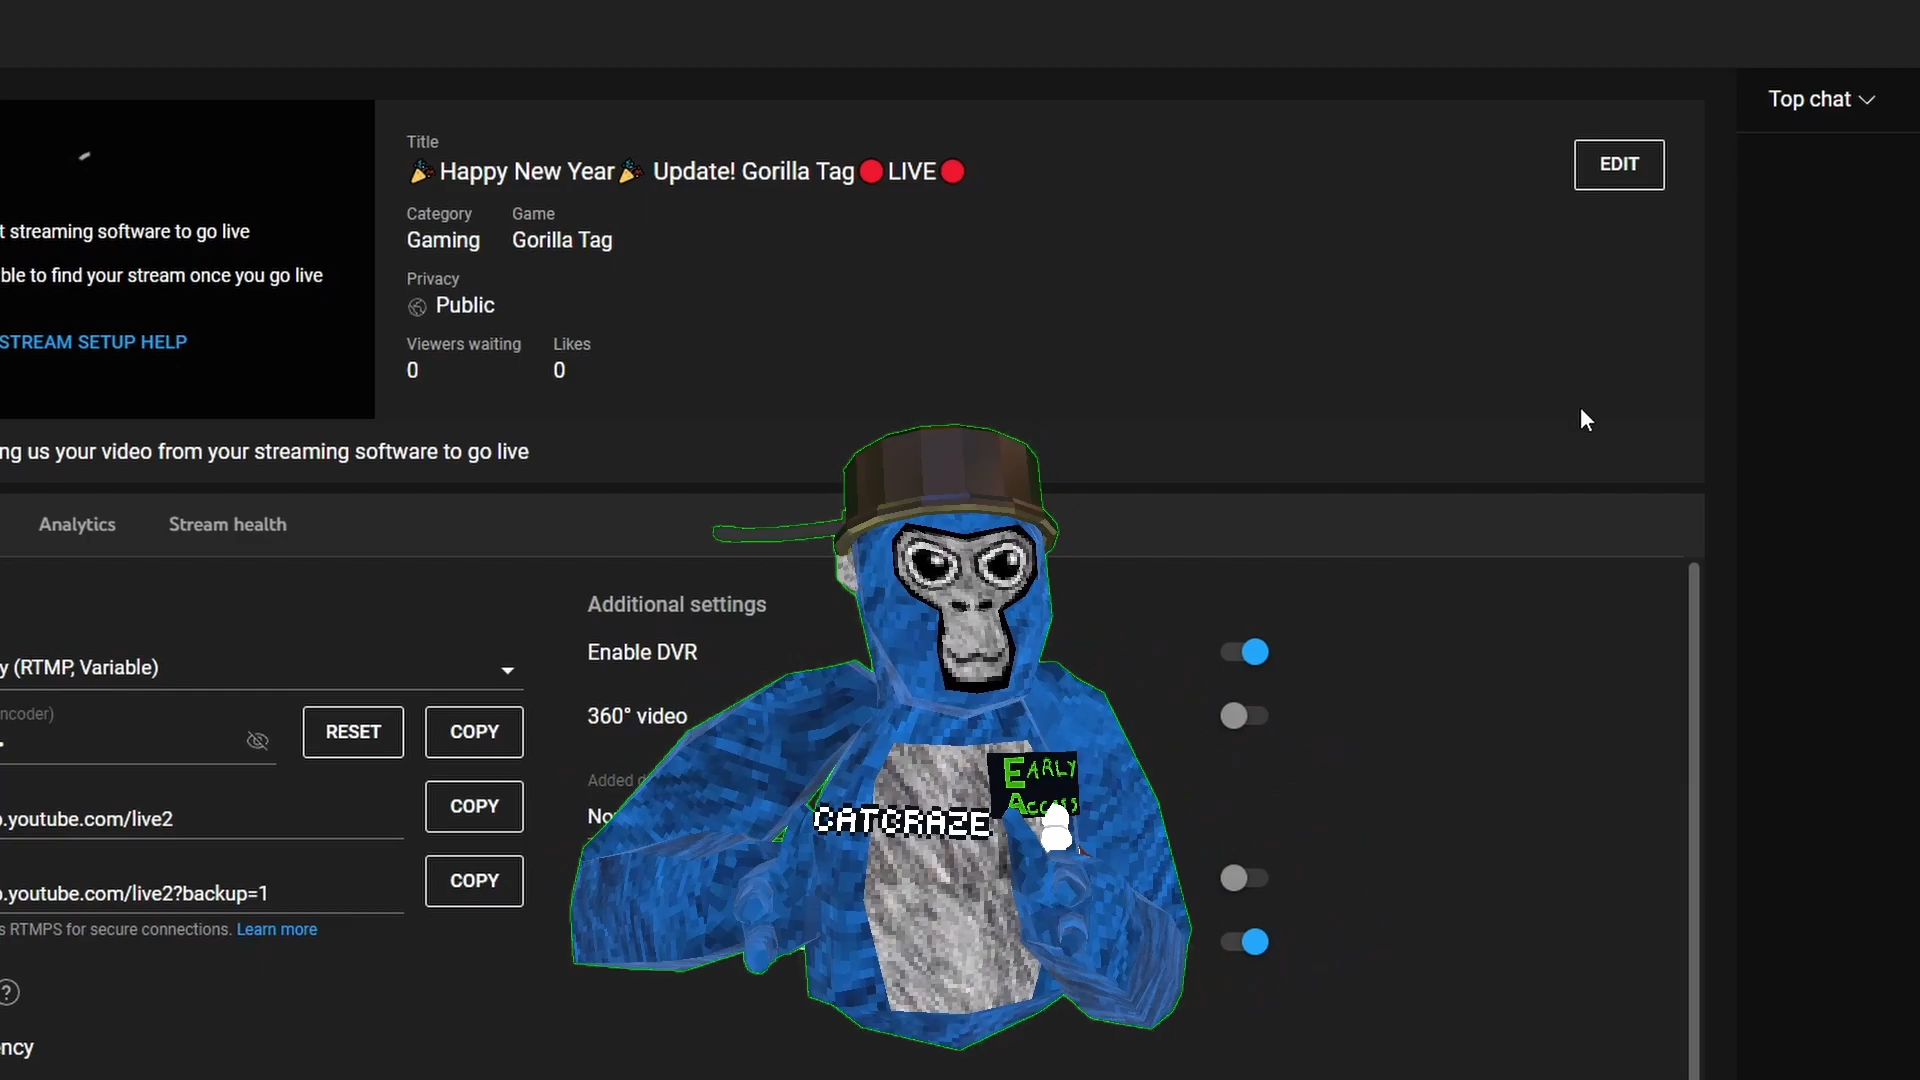 Top chat
Title
🎉Happy New Year🎉 Update! Gorilla Tag🔴LIVE🔴
EDIT
Category Game
Gaming Gorilla Tag
Privacy
Public
Viewers waiting Likes
0 0
t streaming software to go live
ble to find your stream once you go live
STREAM SETUP HELP
ng us your video from your streaming software to go live
Analytics Stream health
Additional settings
Enable DVR
y (RTMP, Variable)
360° video
ncoder)
RESET COPY
Added d
No
COPY
o.youtube.com/live2
COPY
o.youtube.com/live2?backup=1
s RTMPS for secure connections. Learn more
ency
EARLY
ACCESS
CATCRAZE